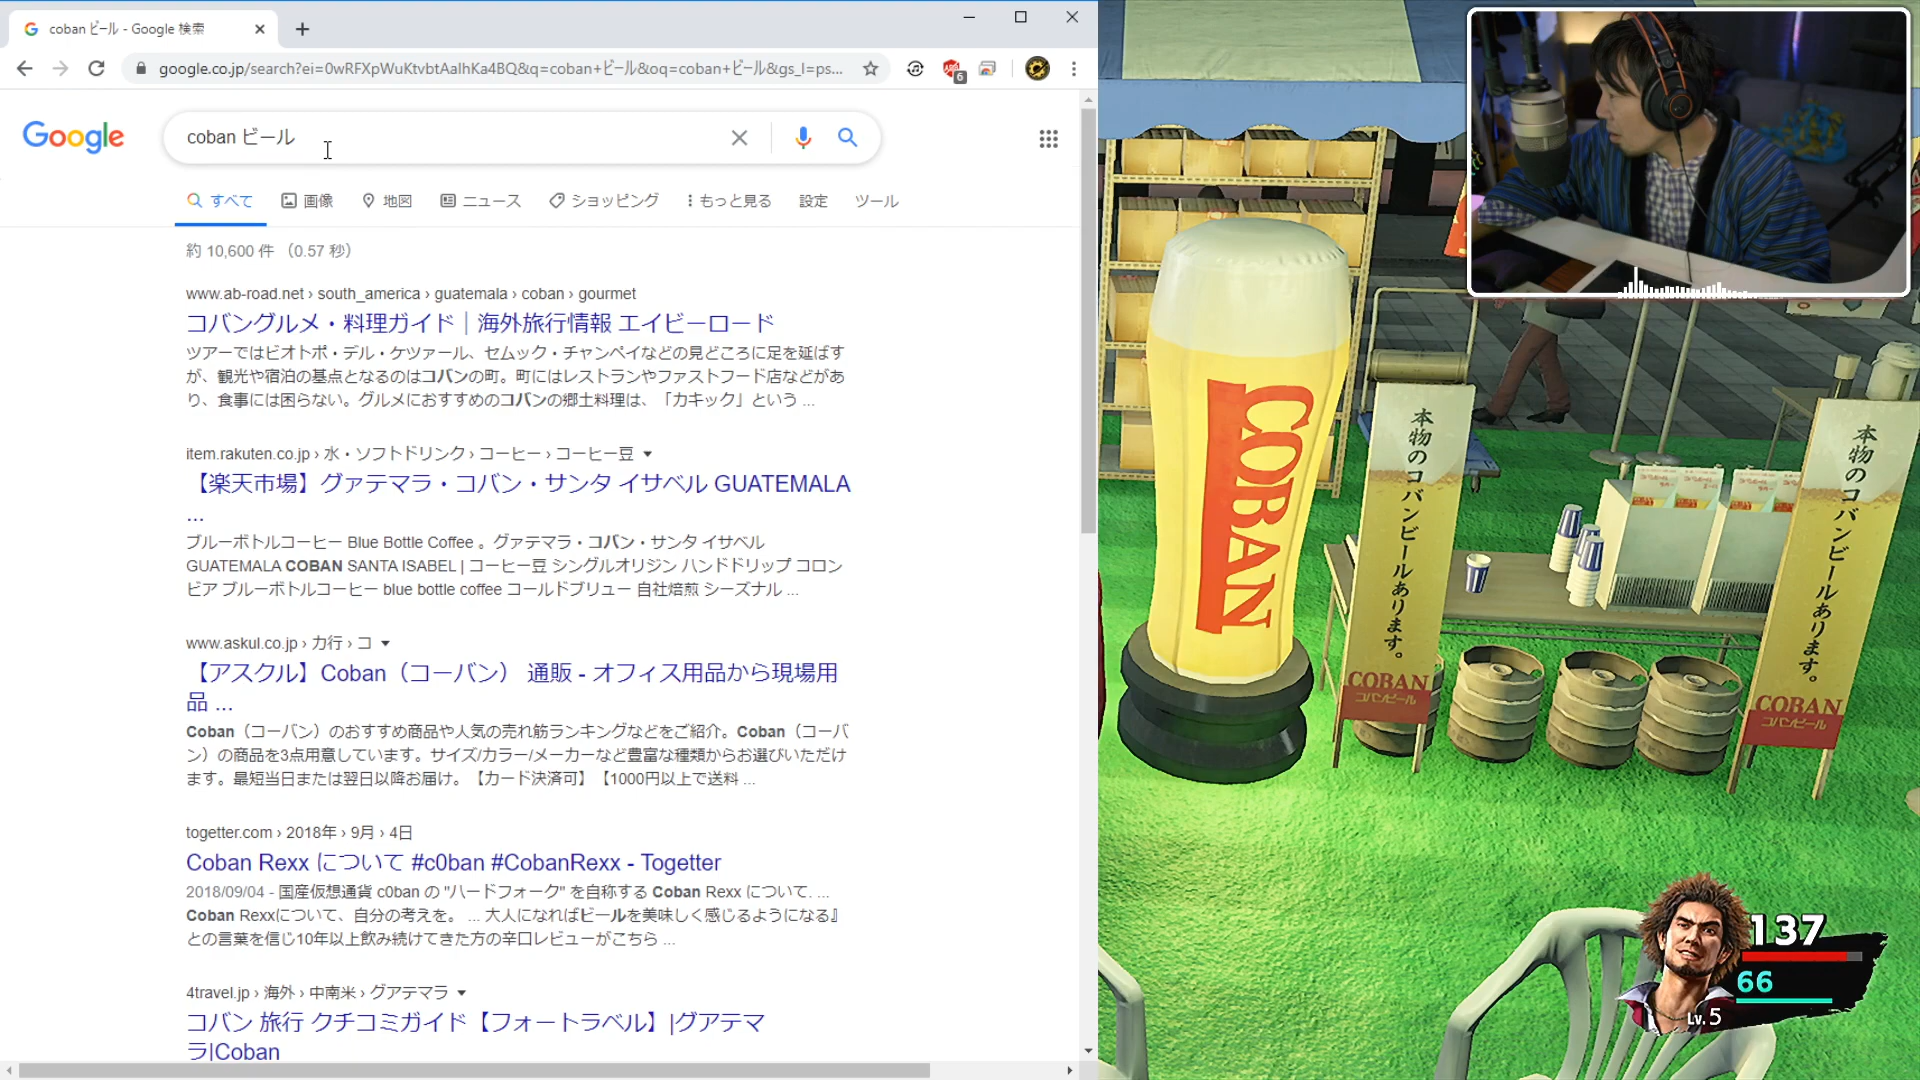 coban ビール - Google 検索
google.co.jp/search?ei=0wRFXpWuKtvbtAalhKa4BQ&q=coban+ビール&oq=coban+ビール&gs_l=ps...
6
Google
coban ビール
すべて
画像
地図
ニュース
ショッピング
もっと見る
設定
ツール
約 10,600 件 (0.57 秒)
www.ab-road.net › south_america › guatemala › coban › gourmet
コバングルメ・料理ガイド｜海外旅行情報 エイビーロード
ツアーではビオトポ・デル・ケツァール、セムック・チャンペイなどの見どころに足を延ばす
が、観光や宿泊の基点となるのはコバンの町。町にはレストランやファストフード店などがあ
り、食事には困らない。グルメにおすすめのコバンの郷土料理は、「カキック」という ...
item.rakuten.co.jp › 水・ソフトドリンク › コーヒー › コーヒー豆
【楽天市場】グァテマラ・コバン・サンタ イサベル GUATEMALA
...
ブルーボトルコーヒー Blue Bottle Coffee 。グァテマラ・コバン・サンタ イサベル
GUATEMALA COBAN SANTA ISABEL | コーヒー豆 シングルオリジン ハンドドリップ コロン
ビア ブルーボトルコーヒー blue bottle coffee コールドブリュー 自社焙煎 シーズナル ...
www.askul.co.jp › カ行 › コ
【アスクル】Coban（コーバン） 通販 - オフィス用品から現場用
品 ...
Coban（コーバン）のおすすめ商品や人気の売れ筋ランキングなどをご紹介。Coban（コーバ
ン）の商品を3点用意しています。サイズ/カラー/メーカーなど豊富な種類からお選びいただけ
ます。最短当日または翌日以降お届け。【カード決済可】【1000円以上で送料 ...
togetter.com › 2018年 › 9月 › 4日
Coban Rexx について #c0ban #CobanRexx - Togetter
2018/09/04 - 国産仮想通貨 c0ban の "ハードフォーク" を自称する Coban Rexx について. ...
Coban Rexxについて、自分の考えを。 ... 大人になればビールを美味しく感じるようになる』
との言葉を信じ10年以上飲み続けてきた方の辛口レビューがこちら ...
4travel.jp › 海外 › 中南米 › グアテマラ
コバン 旅行 クチコミガイド【フォートラベル】|グアテマ
ラ|Coban
COBAN
本物のコバンビールあります。
COBAN
コバンビール
本物のコバンビールあります。
COBAN
コバンビール
137
66
Lv.5